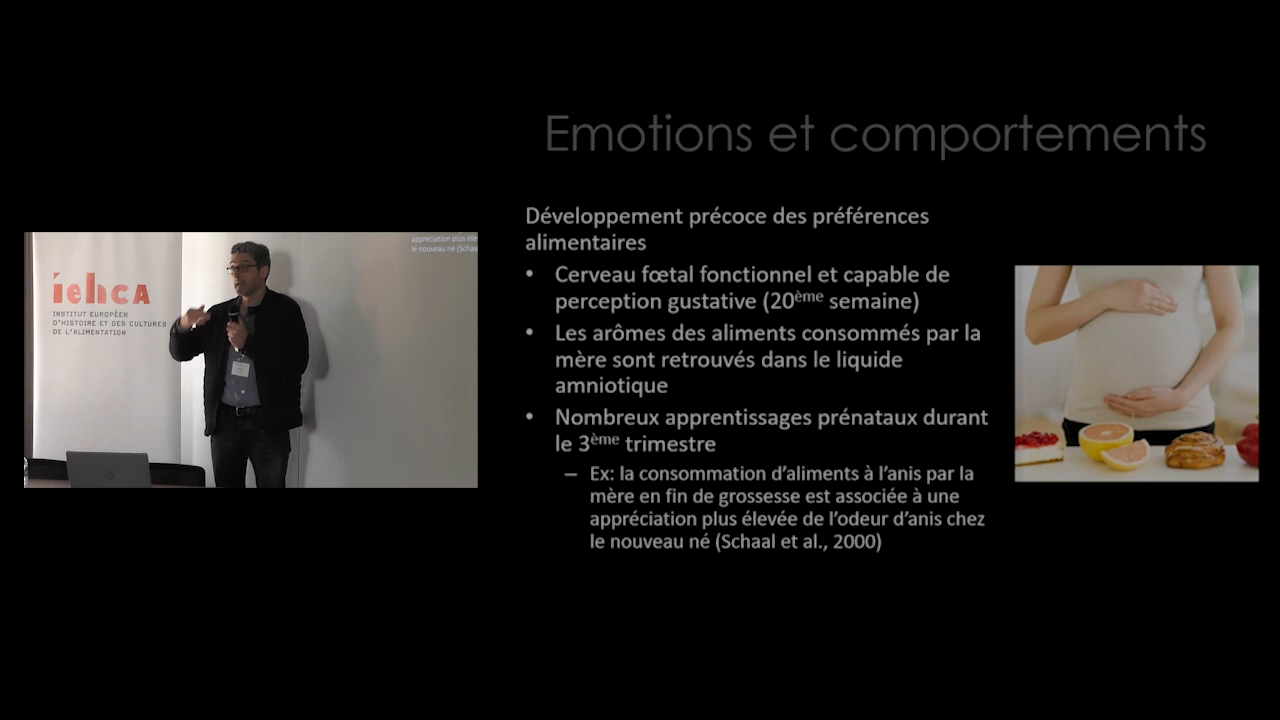 Emotions et comportements
Développement précoce des préférences
alimentaires
• Cerveau fœtal fonctionnel et capable de
perception gustative (20ème semaine)
• Les arômes des aliments consommés par la
mère sont retrouvés dans le liquide
amniotique
• Nombreux apprentissages prénataux durant
le 3ème trimestre
– Ex: la consommation d'aliments à l'anis par la
mère en fin de grossesse est associée à une
appréciation plus élevée de l'odeur d'anis chez
le nouveau né (Schaal et al., 2000)
iehca
INSTITUT EUROPÉEN
D'HISTOIRE ET DES CULTURES
DE L'ALIMENTATION
appréciation plus éle
le nouveau né (Schaa